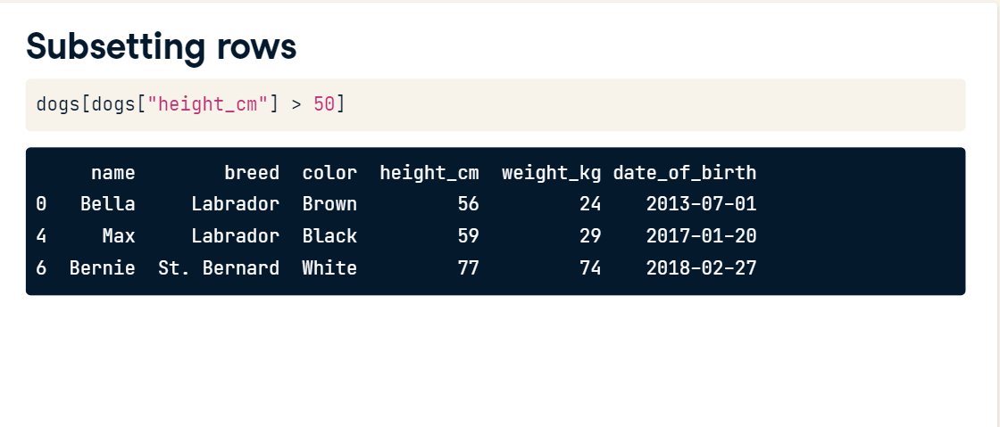 Subsetting rows
dogs[dogs["height_cm"] > 50]
name breed color height_cm weight_kg date_of_birth
0 Bella Labrador Brown 56 24 2013-07-01
4 Max Labrador Black 59 29 2017-01-20
6 Bernie St. Bernard White 77 74 2018-02-27